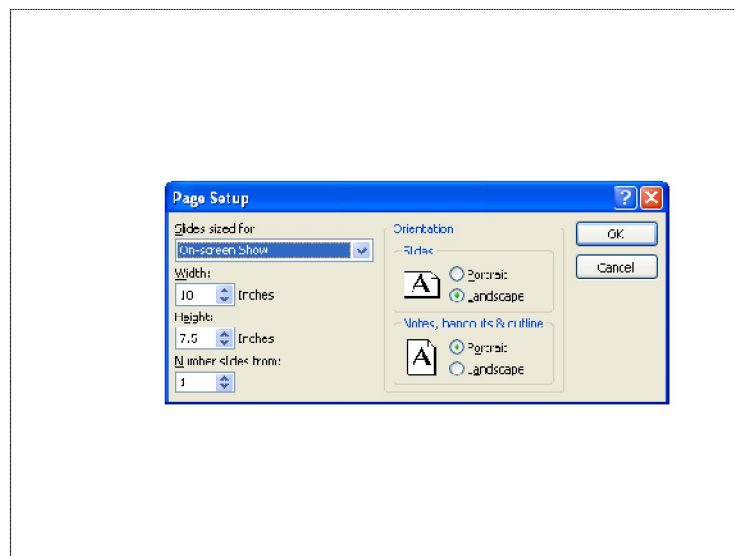 Page Setup
Slides sized for
On-screen Show
Width:
10 Inches
Height:
7.5 Inches
Number slides from:
1
Orientation
Slides
A
Portrait
Landscape
Notes, handouts & outline
A
Portrait
Landscape
OK
Cancel